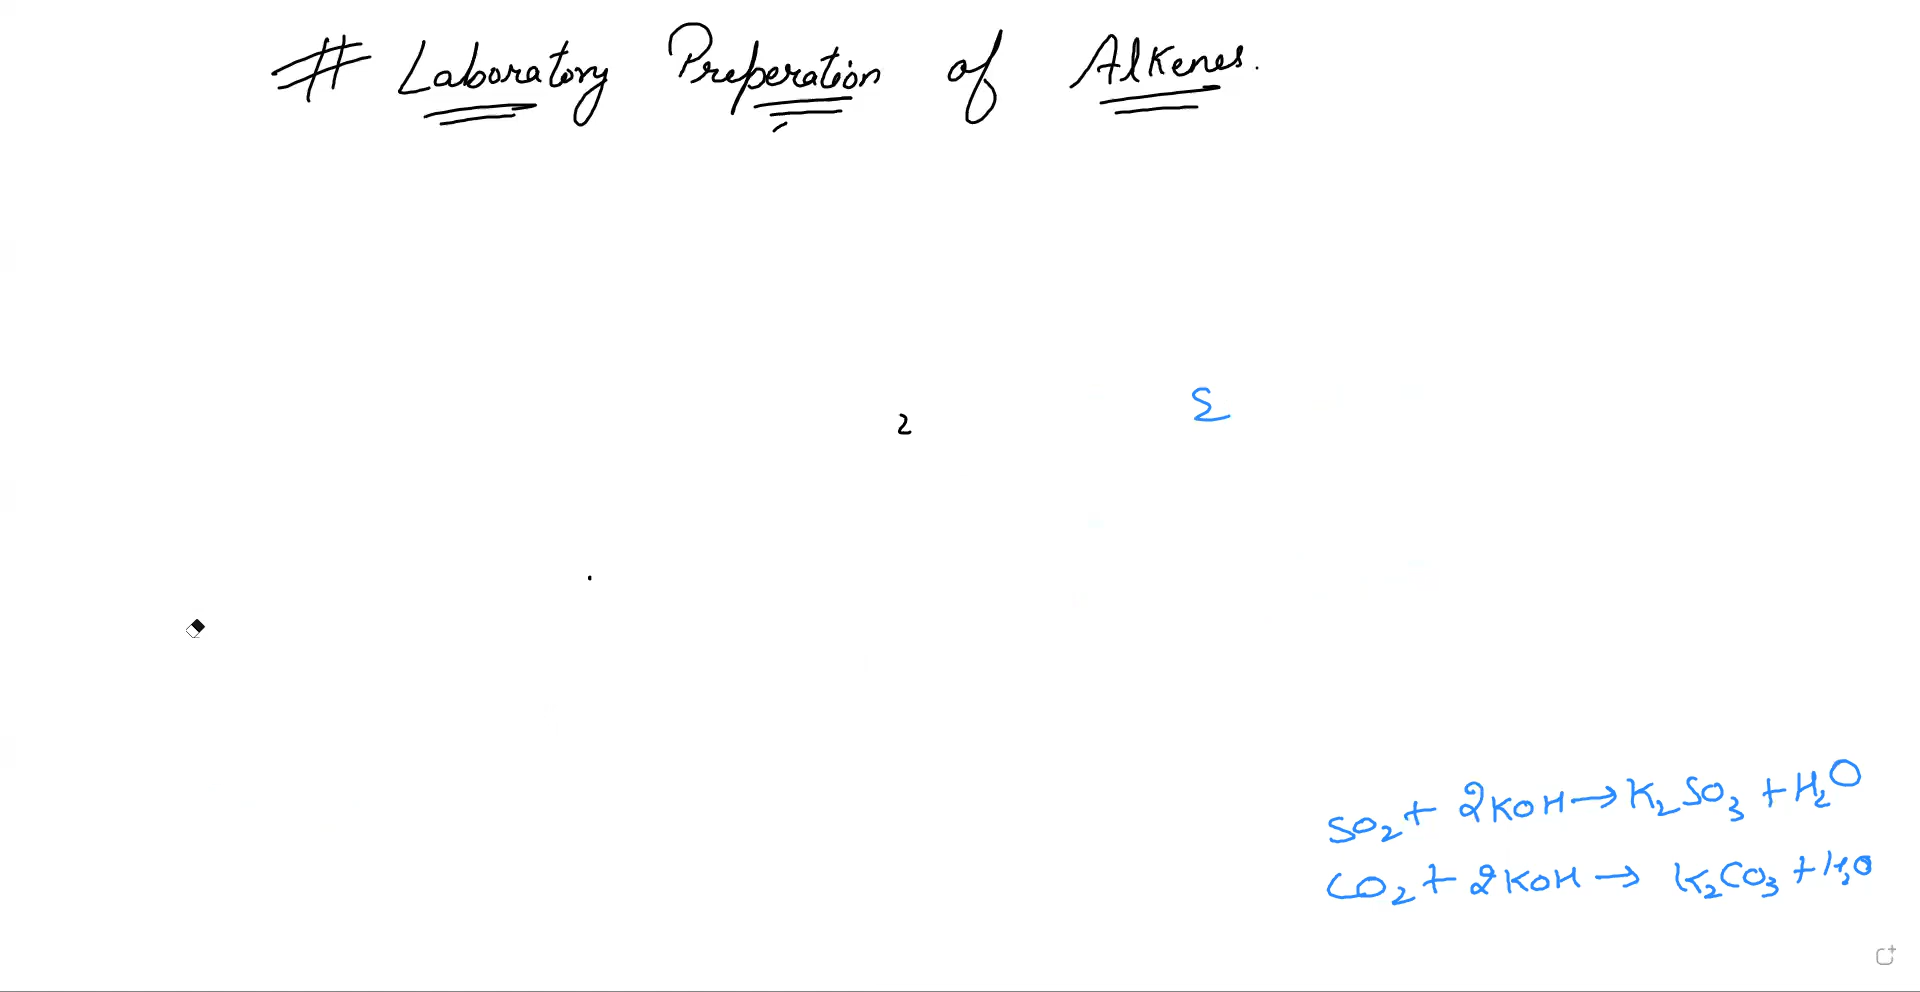 # Laboratory Preperation of Alkenes.
Σ
2
SO₂ + 2KOH → K₂SO₃ + H₂O
CO₂ + 2KOH → K₂CO₃ + H₂O